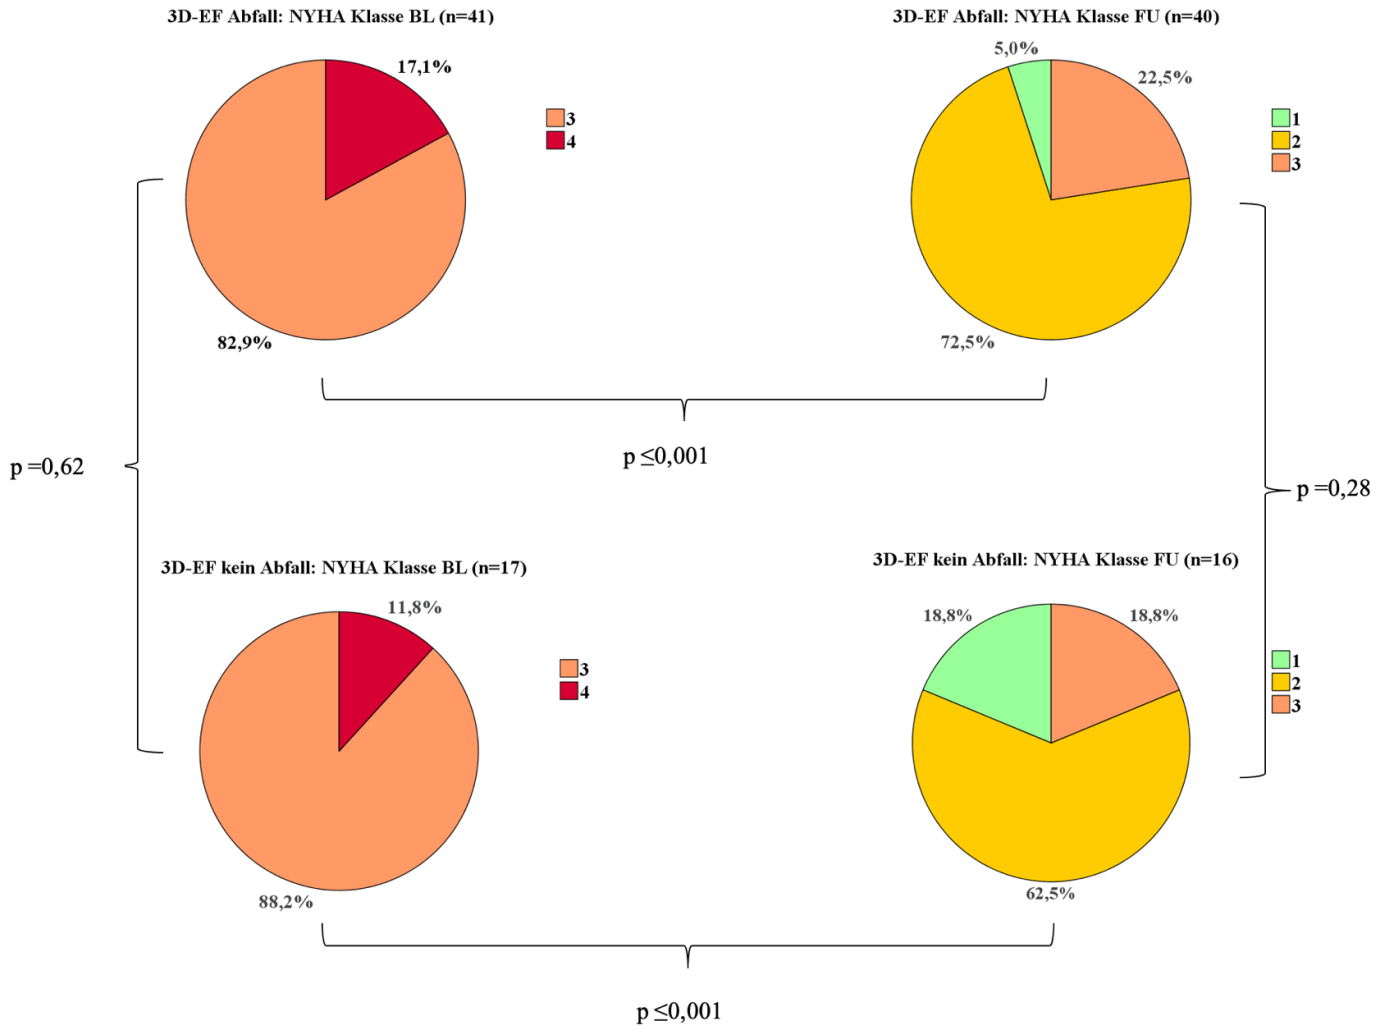 3D-EF Abfall: NYHA Klasse BL (n=41)
17,1%
3
4
82,9%
3D-EF Abfall: NYHA Klasse FU (n=40)
5,0%
22,5%
1
2
3
72,5%
p ≤0,001
p =0,62
p =0,28
3D-EF kein Abfall: NYHA Klasse BL (n=17)
11,8%
3
4
88,2%
3D-EF kein Abfall: NYHA Klasse FU (n=16)
18,8%
18,8%
1
2
3
62,5%
p ≤0,001